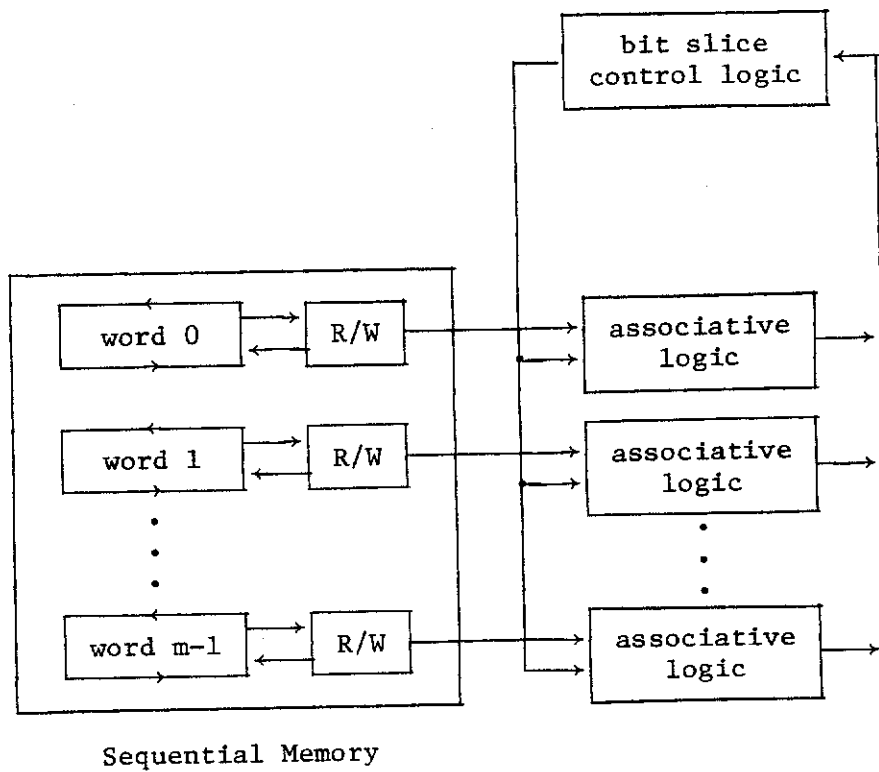 bit slice
control logic
word 0
R/W
associative
logic
word 1
R/W
associative
logic
word m-1
R/W
associative
logic
Sequential Memory